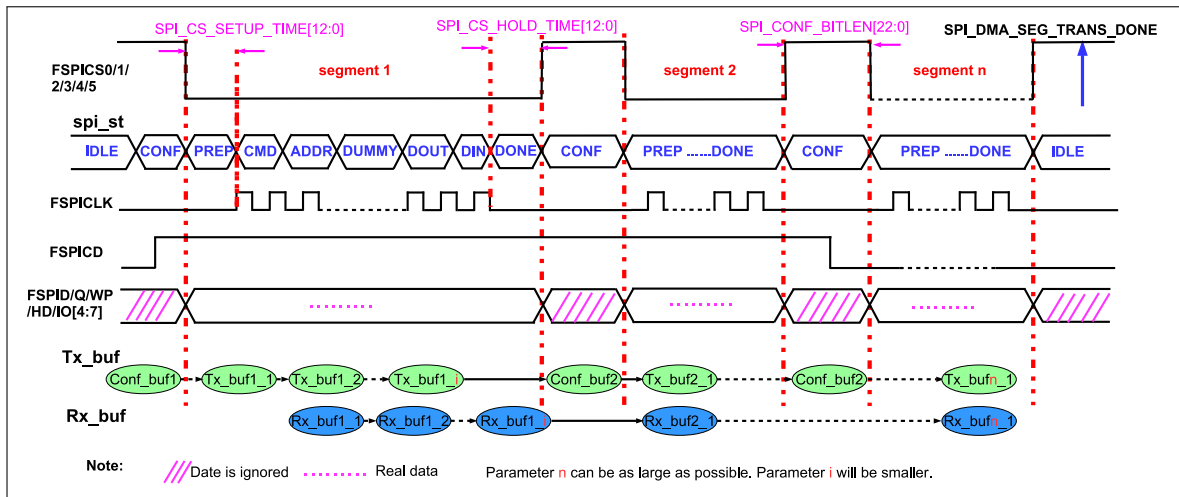 SPI_CS_SETUP_TIME[12:0] SPI_CS_HOLD_TIME[12:0] SPI_CONF_BITLEN[22:0] SPI_DMA_SEG_TRANS_DONE
FSPICS0/1/
2/3/4/5
segment 1 segment 2 segment n
spi_st
IDLE CONF PREP CMD ADDR DUMMY DOUT DIN DONE CONF PREP ......DONE CONF PREP ......DONE IDLE
FSPICLK
FSPICD
FSPID/Q/WP
/HD/IO[4:7]
Tx_buf
Conf_buf1 Tx_buf1_1 Tx_buf1_2 Tx_buf1_i Conf_buf2 Tx_buf2_1 Conf_buf2 Tx_bufn_1
Rx_buf
Rx_buf1_1 Rx_buf1_2 Rx_buf1_i Rx_buf2_1 Rx_bufn_1
Note: Date is ignored Real data Parameter n can be as large as possible. Parameter i will be smaller.